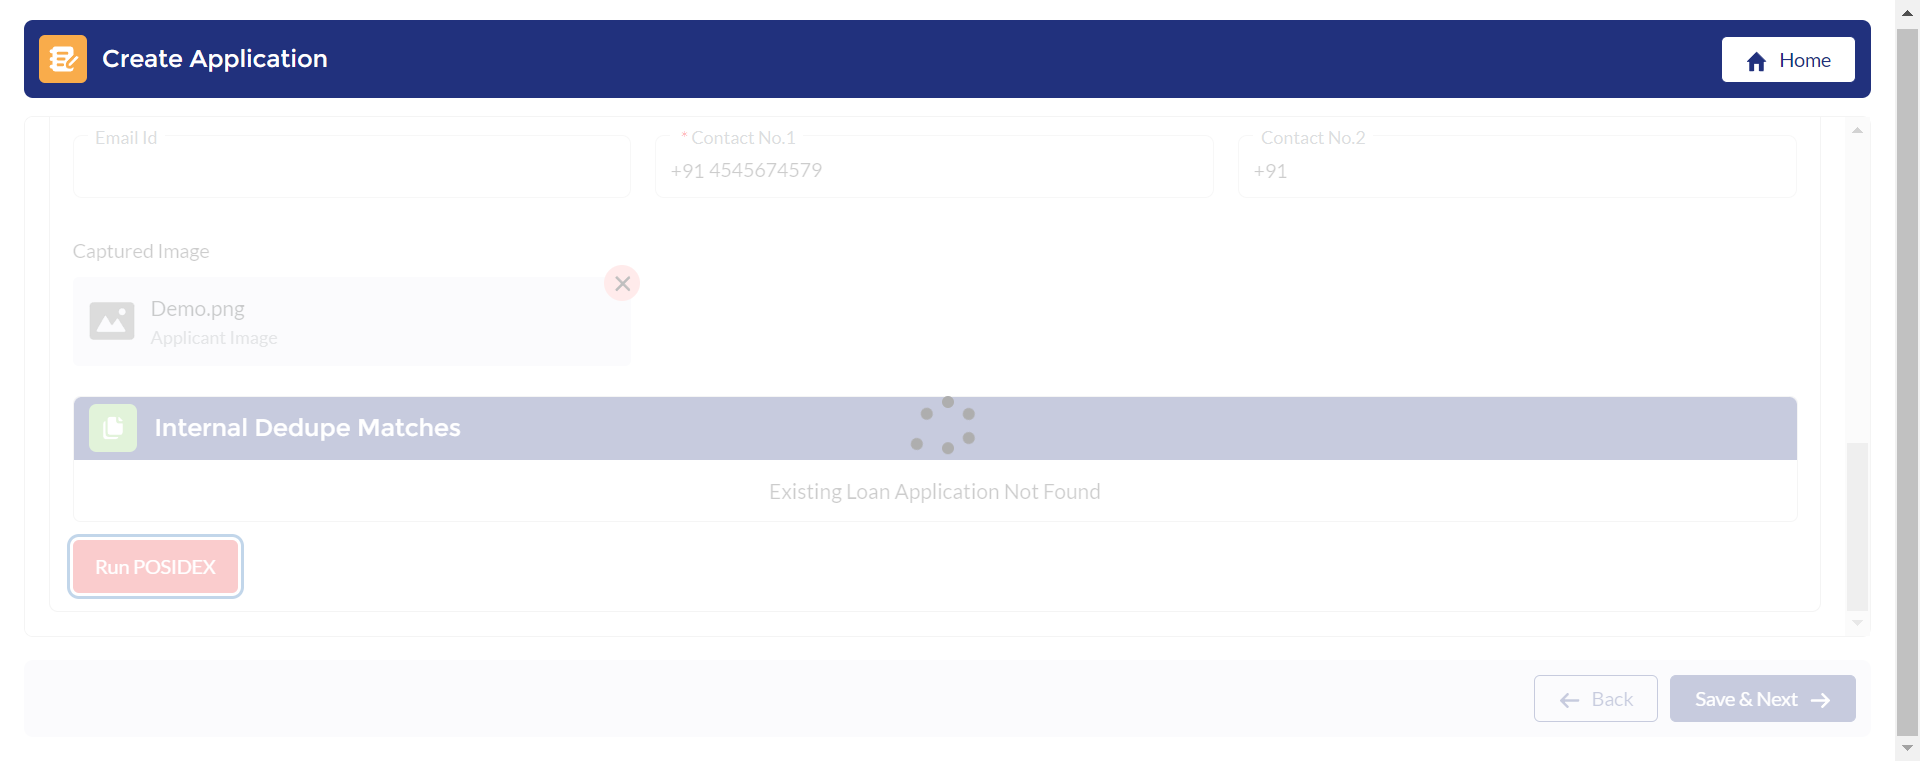 Create Application
Home
Email Id
* Contact No.1
Contact No.2
+91 4545674579
+91
Captured Image
Demo.png
Applicant Image
Internal Dedupe Matches
Existing Loan Application Not Found
Run POSIDEX
Back
Save & Next